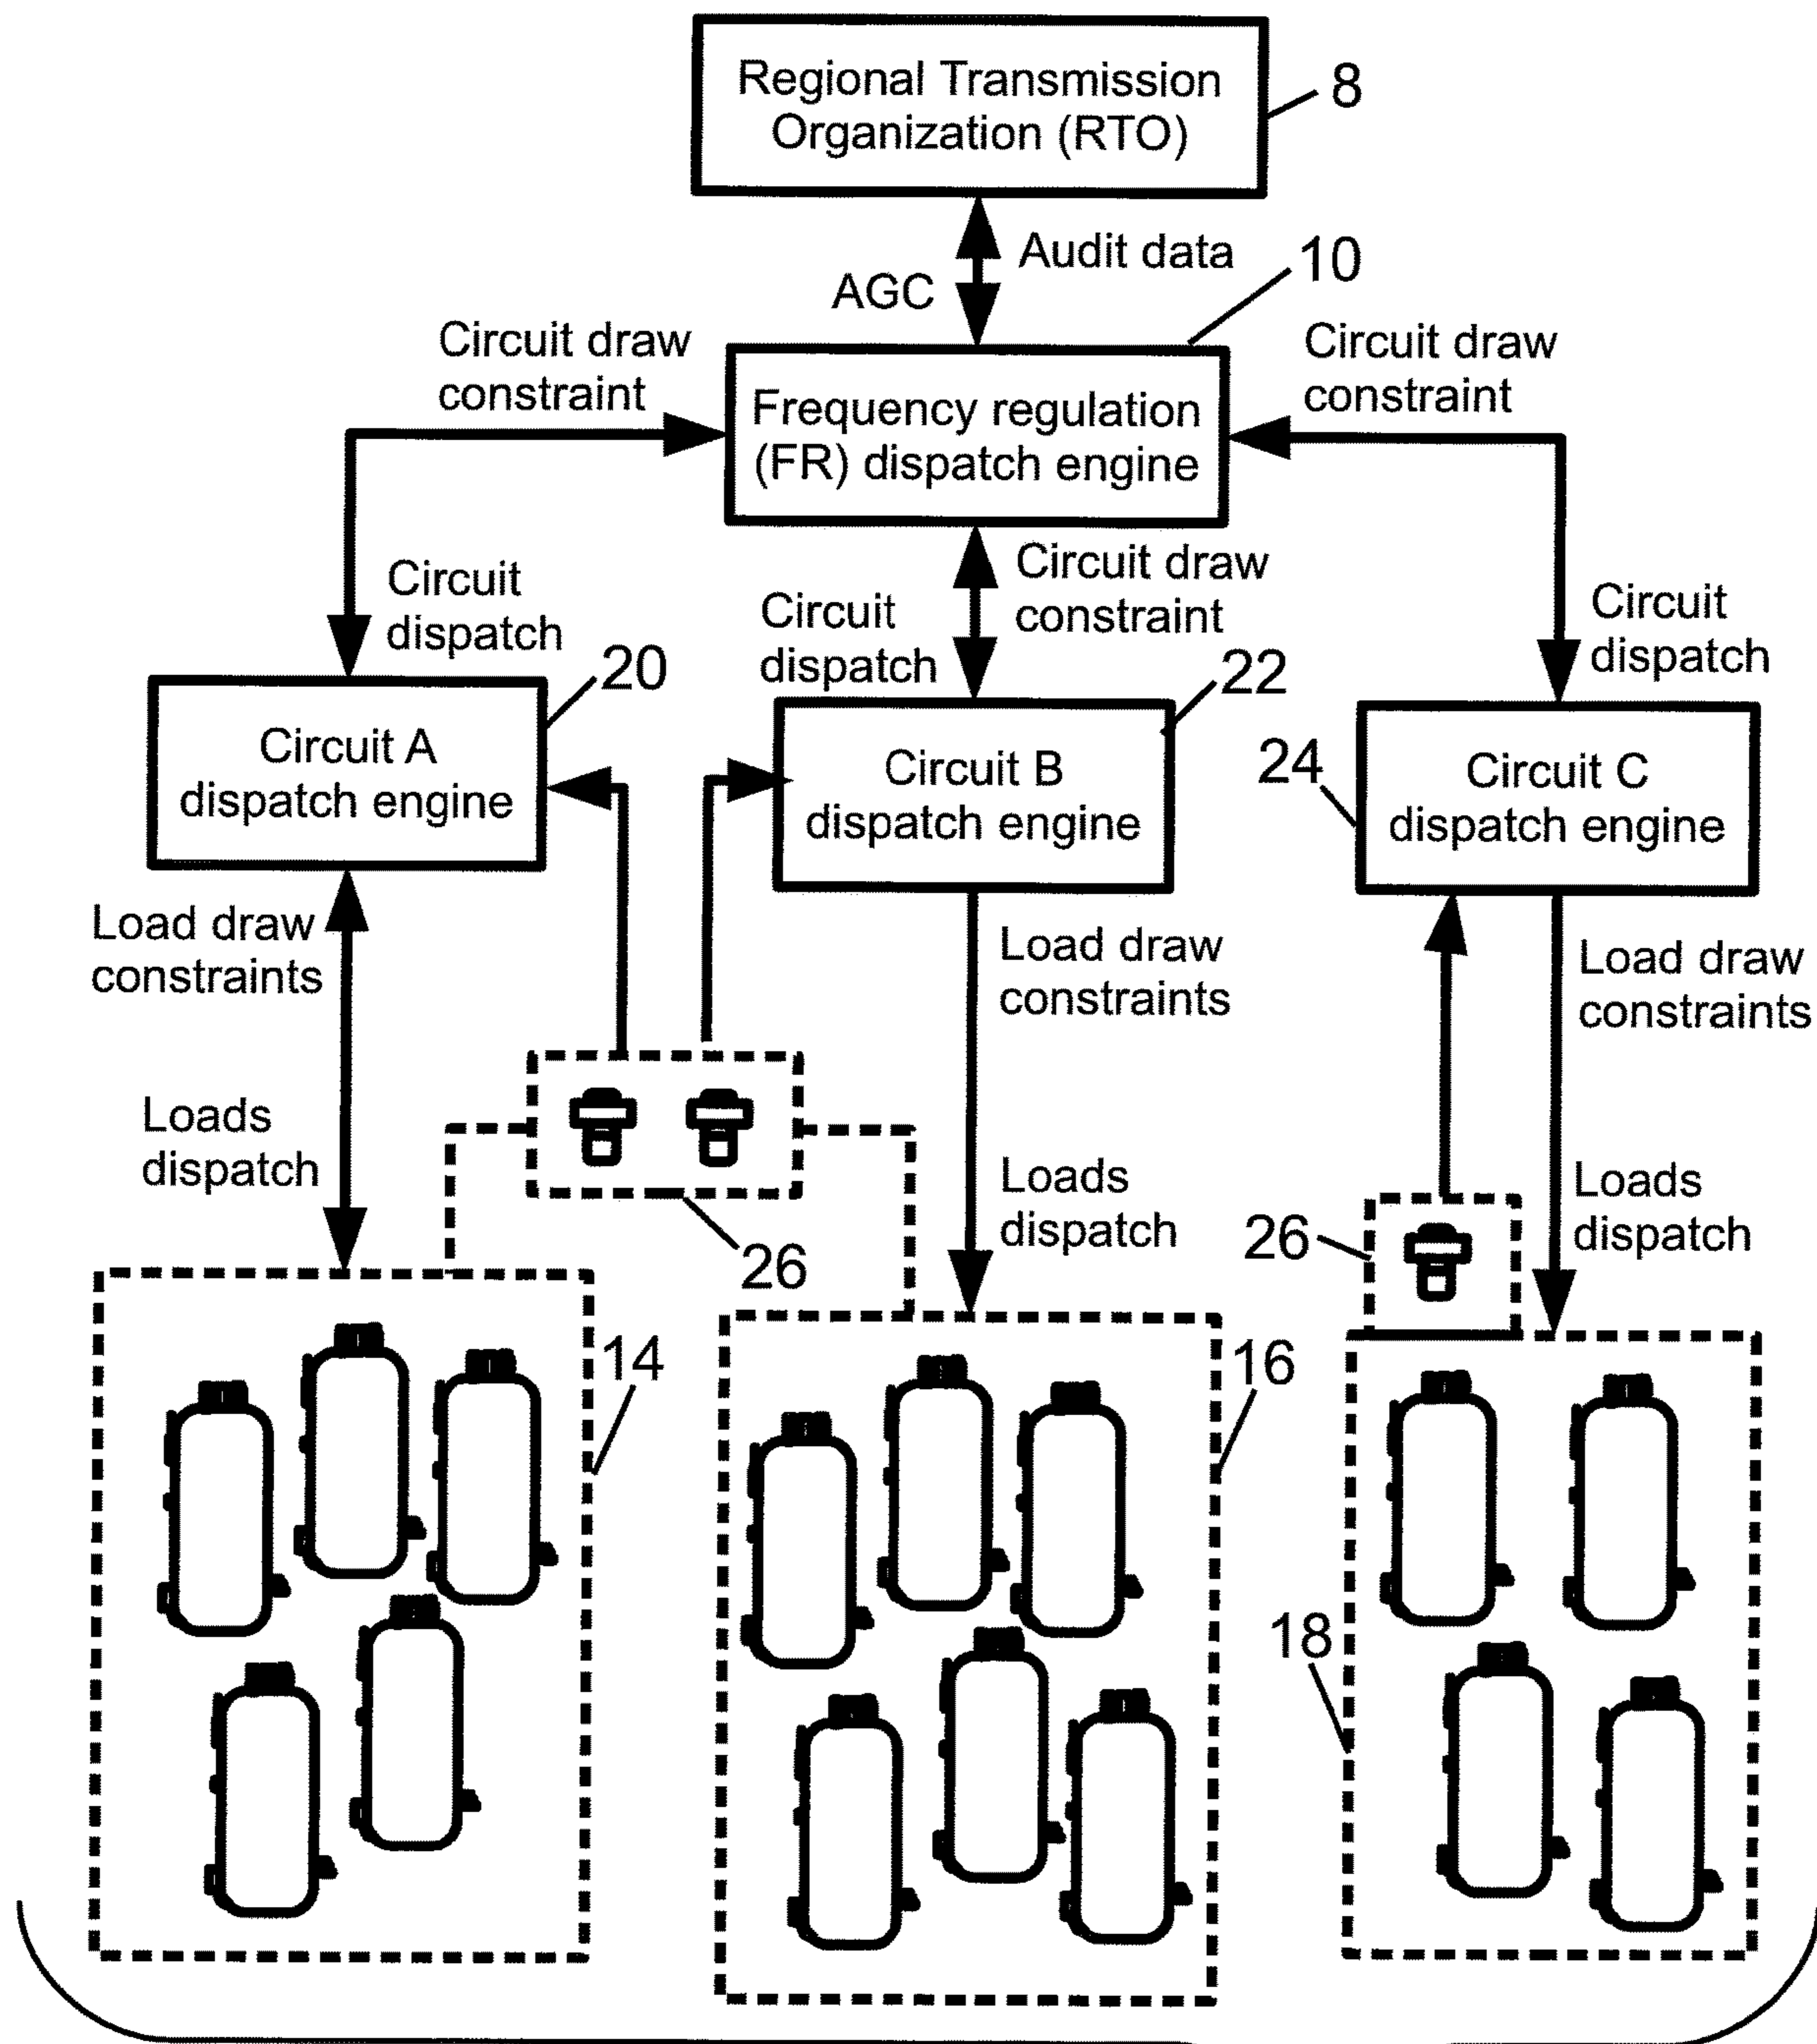 Regional Transmission
Organization (RTO)
8
Audit data
AGC
10
Circuit draw
constraint
Circuit draw
constraint
Frequency regulation
(FR) dispatch engine
Circuit
dispatch
Circuit draw
constraint
Circuit
dispatch
Circuit
dispatch
20
22
24
Circuit A
dispatch engine
Circuit B
dispatch engine
Circuit C
dispatch engine
Load draw
constraints
Load draw
constraints
Load draw
constraints
Loads
dispatch
Loads
dispatch
Loads
dispatch
26
26
14
16
18